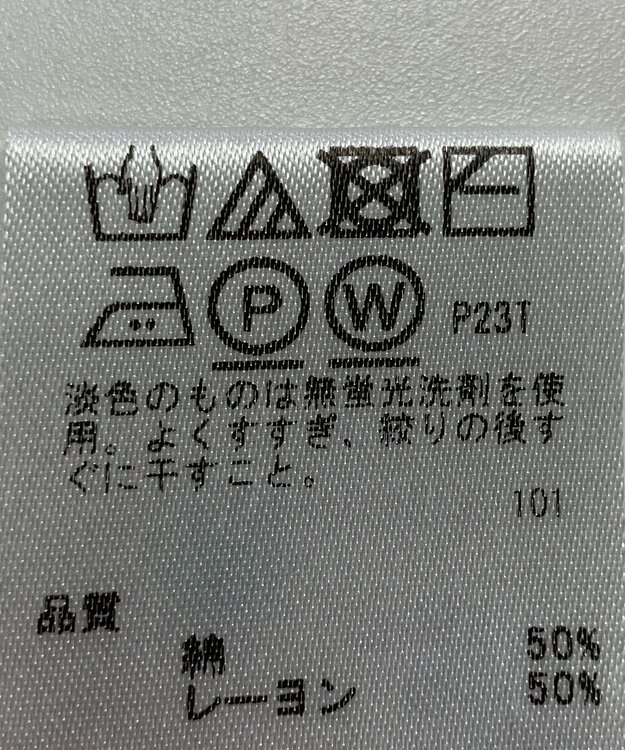 P W P23T
淡色のものは無蛍光洗剤を使
用。よくすすぎ、絞りの後す
ぐに干すこと。
101
品質
綿 50%
レーヨン 50%